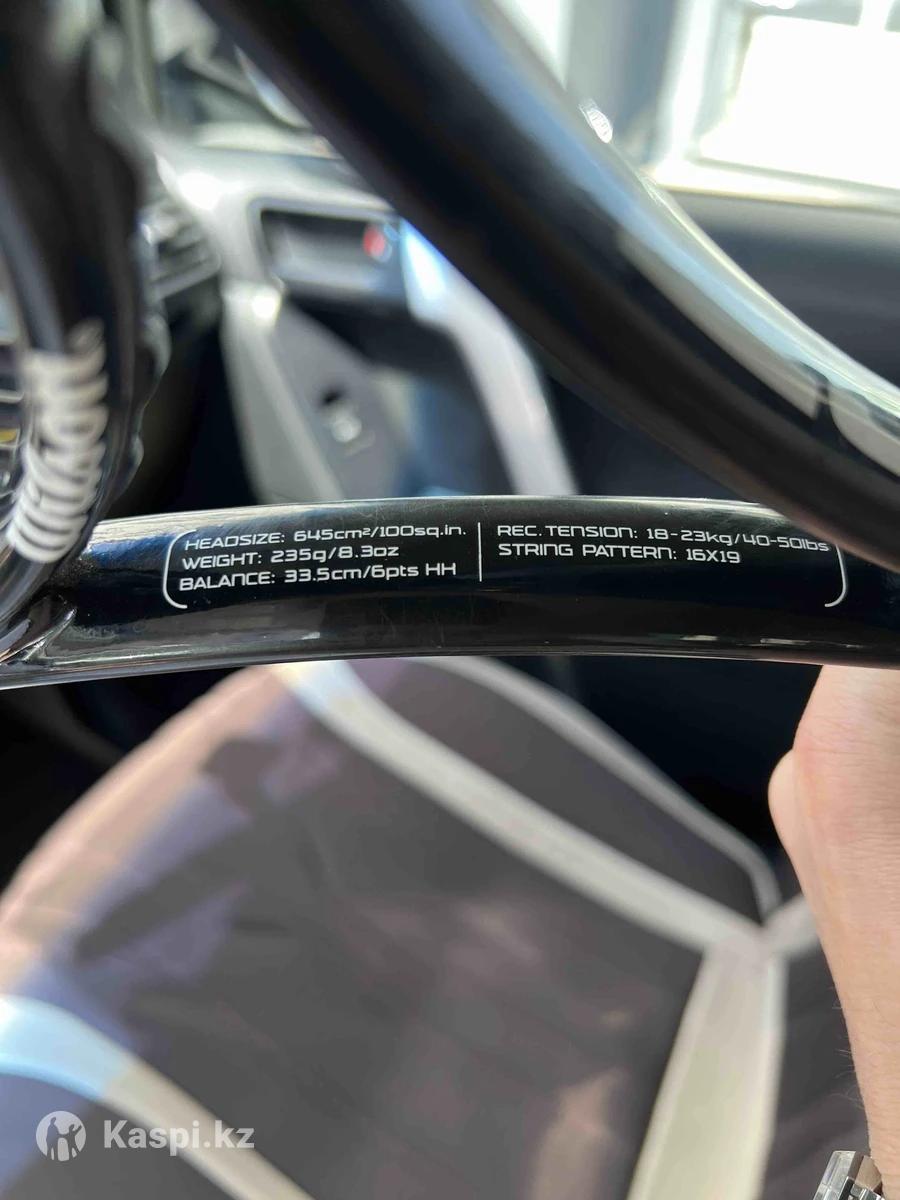 HEADSIZE: 645cm²/100sq.in.
WEIGHT: 235g/8.3oz
BALANCE: 33.5cm/6pts HH
REC. TENSION: 18-23kg/40-50lbs
STRING PATTERN: 16X19
Kaspi.kz